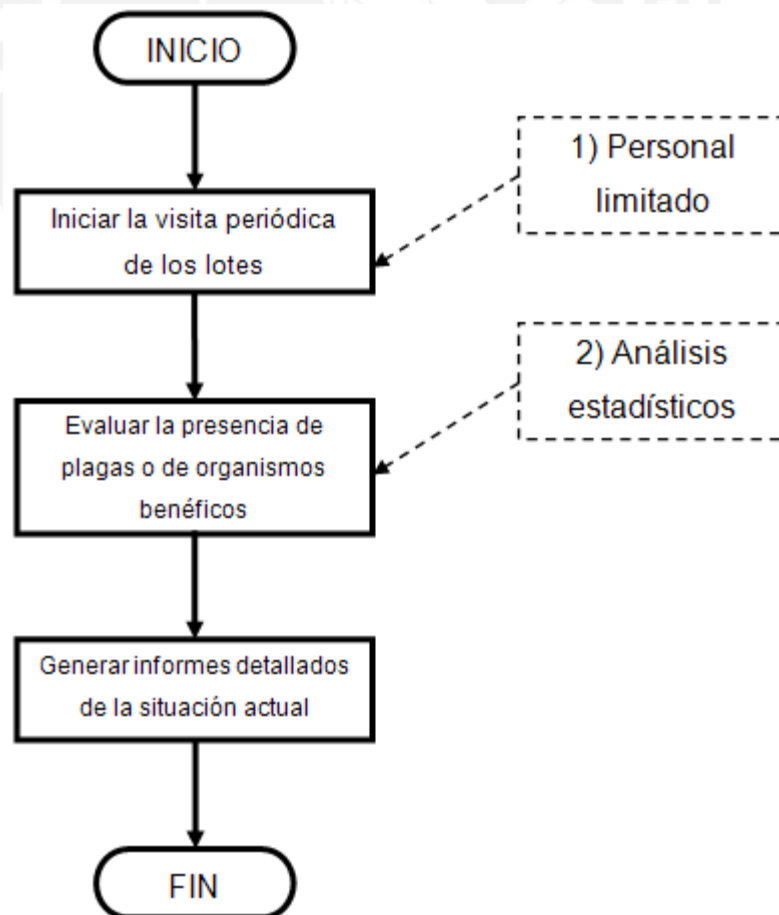 INICIO
1) Personal
limitado
Iniciar la visita periódica
de los lotes
2) Análisis
estadísticos
Evaluar la presencia de
plagas o de organismos
benéficos
Generar informes detallados
de la situación actual
FIN